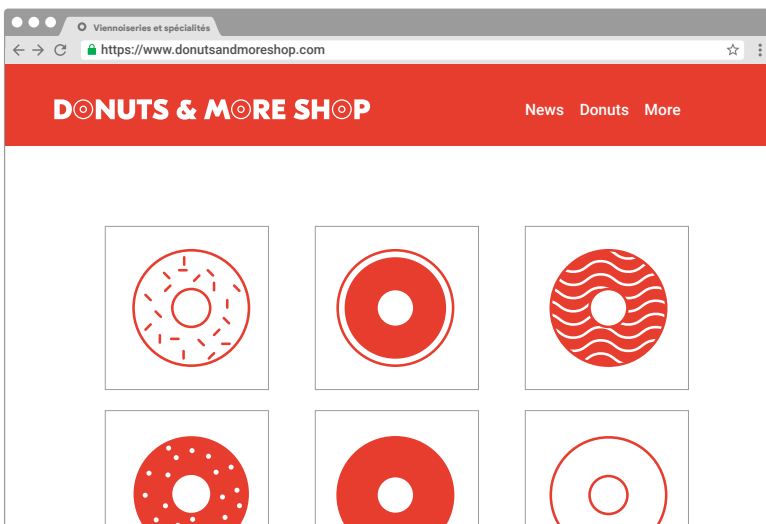 Viennoiseries et spécialités
https://www.donutsandmoreshop.com
DONUTS & MORE SHOP
News Donuts More